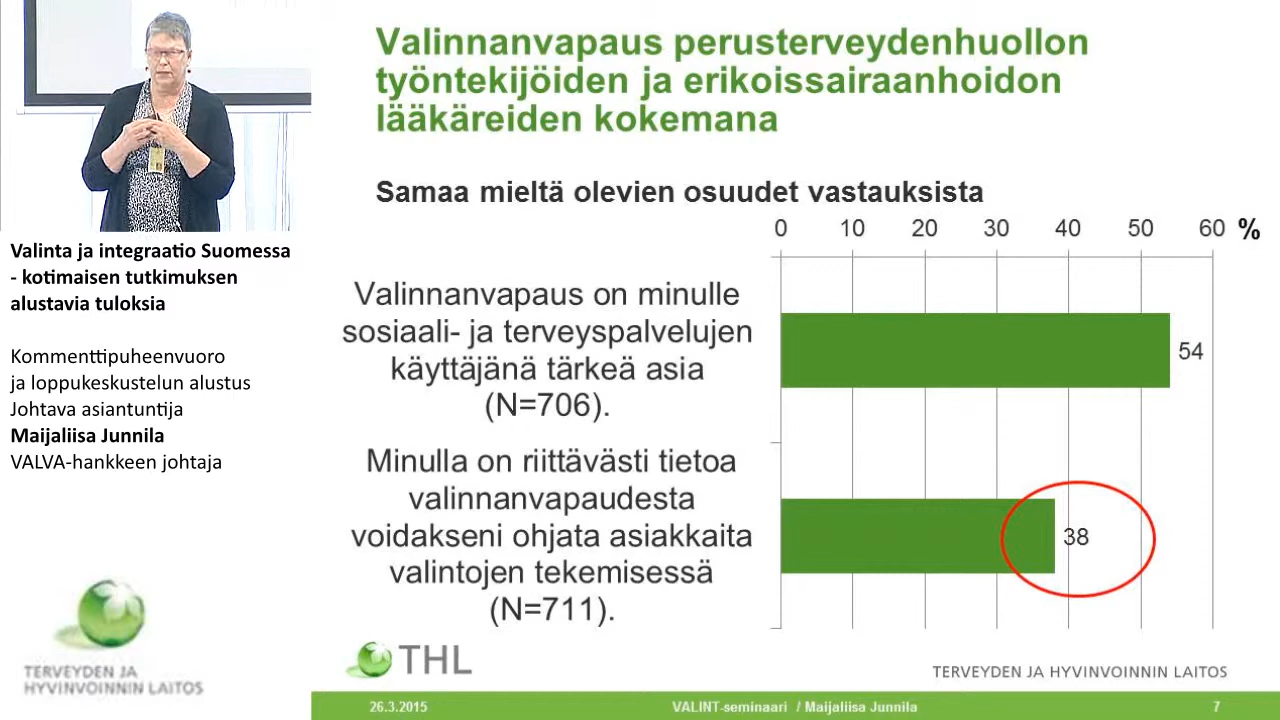 Valinta ja integraatio Suomessa
- kotimaisen tutkimuksen
alustavia tuloksia
Kommenttipuheenvuoro
ja loppukeskustelun alustus
Johtava asiantuntija
Maijaliisa Junnila
VALVA-hankkeen johtaja
TERVEYDEN JA
HYVINVOINNIN LAITOS
Valinnanvapaus perusterveydenhuollon
työntekijöiden ja erikoissairaanhoidon
lääkäreiden kokemana
Samaa mieltä olevien osuudet vastauksista
0 10 20 30 40 50 60 %
Valinnanvapaus on minulle
sosiaali- ja terveyspalvelujen
käyttäjänä tärkeä asia
(N=706).
54
Minulla on riittävästi tietoa
valinnanvapaudesta
voidakseni ohjata asiakkaita
valintojen tekemisessä
(N=711).
38
THL
TERVEYDEN JA HYVINVOINNIN LAITOS
26.3.2015 VALINT-seminaari / Maijaliisa Junnila 7